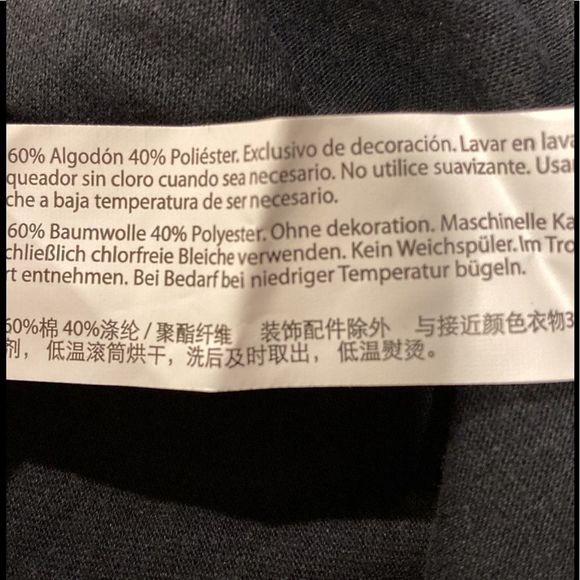 60% Algodón 40% Poliéster. Exclusivo de decoración. Lavar en lava
queador sin cloro cuando sea necesario. No utilice suavizante. Usa
che a baja temperatura de ser necesario.
60% Baumwolle 40% Polyester. Ohne dekoration. Maschinelle Ka
chließlich chlorfreie Bleiche verwenden. Kein Weichspüler. Im Tro
rt entnehmen. Bei Bedarf bei niedriger Temperatur bügeln.
60%棉 40%涤纶 / 聚酯纤维 装饰配件除外 与接近颜色衣物3
剂， 低温滚筒烘干，洗后及时取出， 低温熨烫。